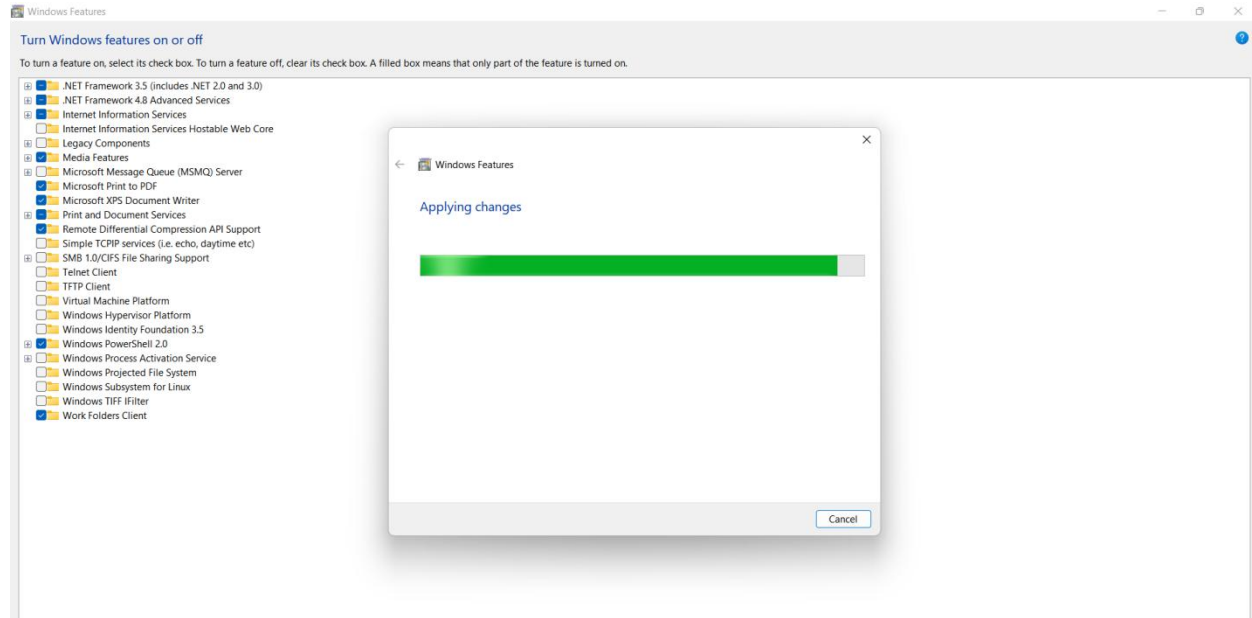 Windows Features
Turn Windows features on or off
To turn a feature on, select its check box. To turn a feature off, clear its check box. A filled box means that only part of the feature is turned on.
.NET Framework 3.5 (includes .NET 2.0 and 3.0)
.NET Framework 4.8 Advanced Services
Internet Information Services
Internet Information Services Hostable Web Core
Legacy Components
Media Features
Microsoft Message Queue (MSMQ) Server
Microsoft Print to PDF
Microsoft XPS Document Writer
Print and Document Services
Remote Differential Compression API Support
Simple TCPIP services (i.e. echo, daytime etc)
SMB 1.0/CIFS File Sharing Support
Telnet Client
TFTP Client
Virtual Machine Platform
Windows Hypervisor Platform
Windows Identity Foundation 3.5
Windows PowerShell 2.0
Windows Process Activation Service
Windows Projected File System
Windows Subsystem for Linux
Windows TIFF IFilter
Work Folders Client
Windows Features
Applying changes
Cancel